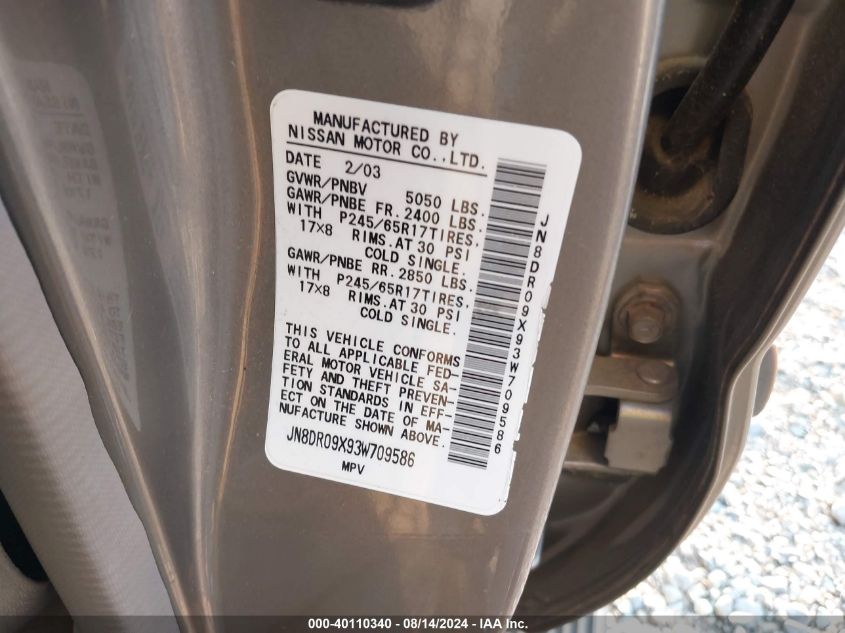 MANUFACTURED BY
NISSAN MOTOR CO.,LTD.
DATE 2/03
GVWR/PNBV 5050 LBS.
GAWR/PNBE FR. 2400 LBS.
WITH P245/65R17TIRES.
17X8 RIMS.AT 30 PSI
COLD SINGLE.
GAWR/PNBE RR. 2850 LBS.
WITH P245/65R17TIRES.
17X8 RIMS.AT 30 PSI
COLD SINGLE.
THIS VEHICLE CONFORMS
TO ALL APPLICABLE FED-
ERAL MOTOR VEHICLE SA-
FETY AND THEFT PREVEN-
TION STANDARDS IN EFF-
ECT ON THE DATE OF MA-
NUFACTURE SHOWN ABOVE.
JN8DR09X93W709586
MPV
JN8DR09X93W709586
000-40110340 - 08/14/2024 - IAA Inc.